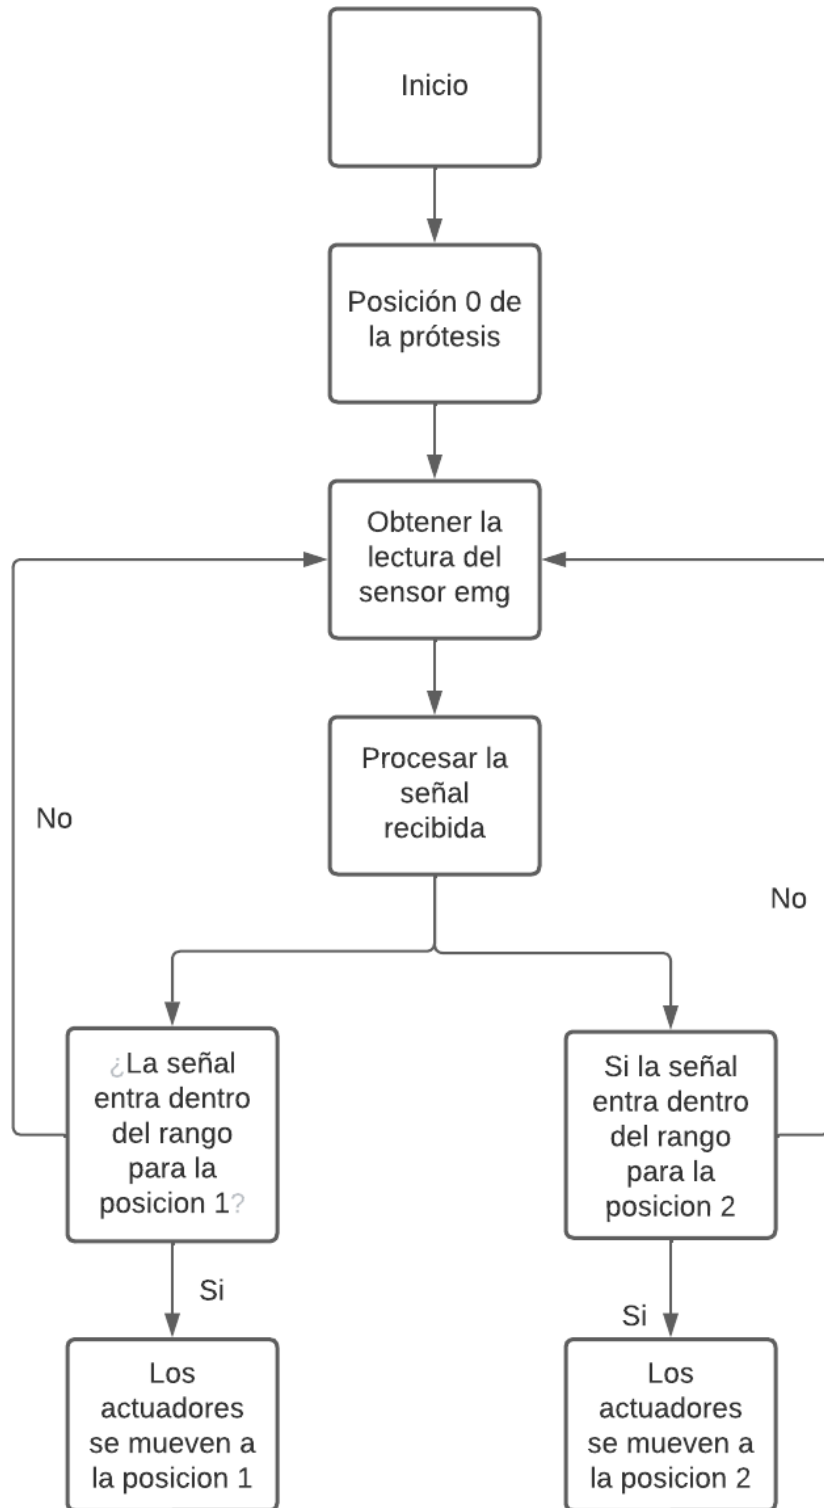 Inicio
Posición 0 de
la prótesis
Obtener la
lectura del
sensor emg
Procesar la
señal
recibida
No
No
¿La señal
entra dentro
del rango
para la
posicion 1?
Si la señal
entra dentro
del rango
para la
posicion 2
Si
Si
Los
actuadores
se mueven a
la posicion 1
Los
actuadores
se mueven a
la posicion 2